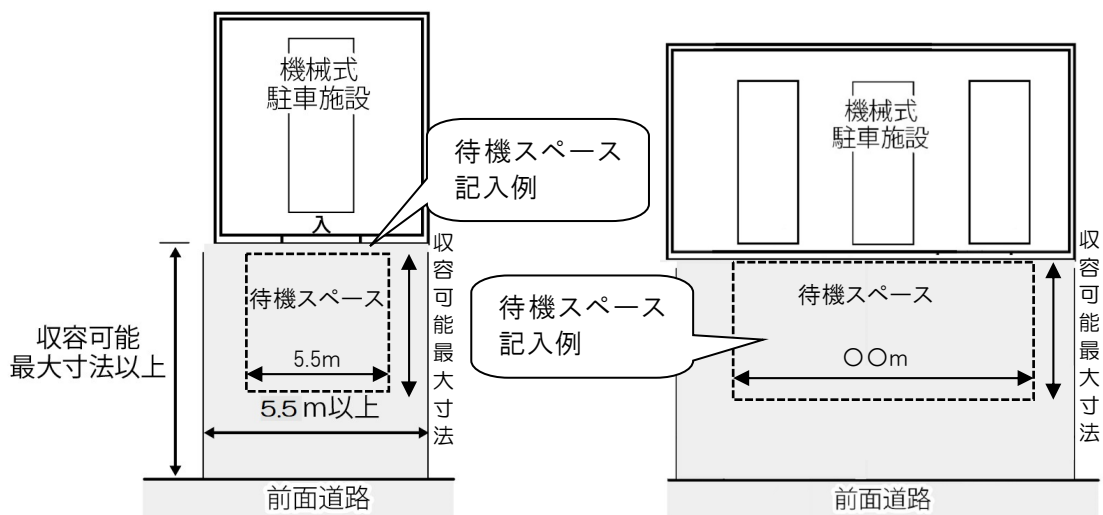 機械式
駐車施設
入
待機スペース
記入例
待機スペース
5.5m
5.5m以上
収容可能最大寸法
収容可能
最大寸法以上
前面道路
機械式
駐車施設
待機スペース
記入例
待機スペース
〇〇m
収容可能最大寸法
前面道路